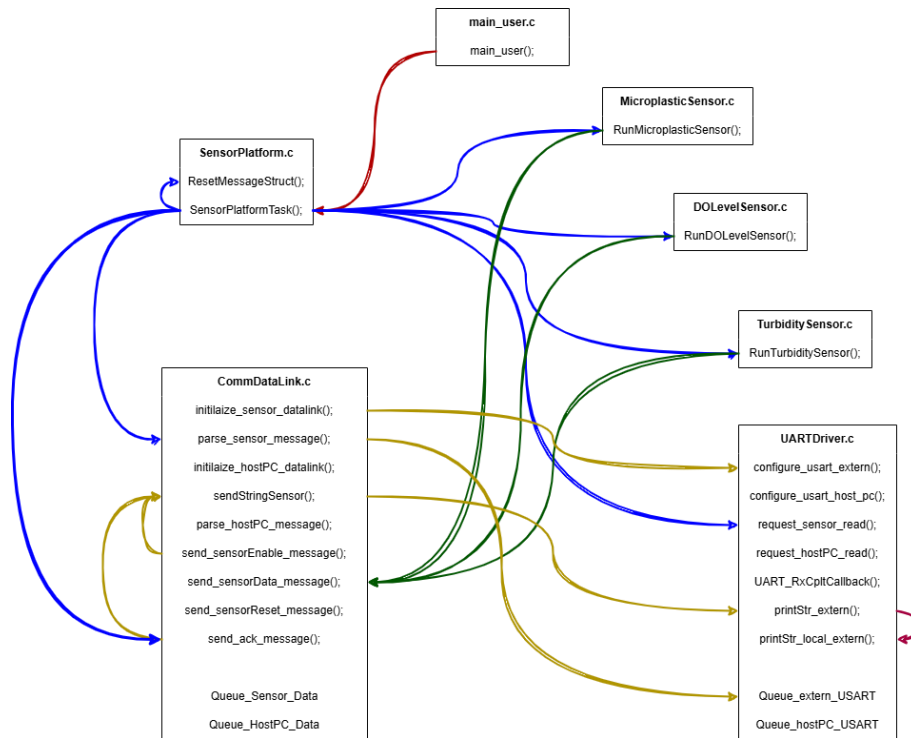 main_user.c
main_user();
MicroplasticSensor.c
RunMicroplasticSensor();
SensorPlatform.c
ResetMessageStruct();
SensorPlatformTask();
DOLevelSensor.c
RunDOLevelSensor();
TurbiditySensor.c
RunTurbiditySensor();
CommDataLink.c
initilaize_sensor_datalink();
parse_sensor_message();
initilaize_hostPC_datalink();
sendStringSensor();
parse_hostPC_message();
send_sensorEnable_message();
send_sensorData_message();
send_sensorReset_message();
send_ack_message();
Queue_Sensor_Data
Queue_HostPC_Data
UARTDriver.c
configure_usart_extern();
configure_usart_host_pc();
request_sensor_read();
request_hostPC_read();
UART_RxCpltCallback();
printStr_extern();
printStr_local_extern();
Queue_extern_USART
Queue_hostPC_USART